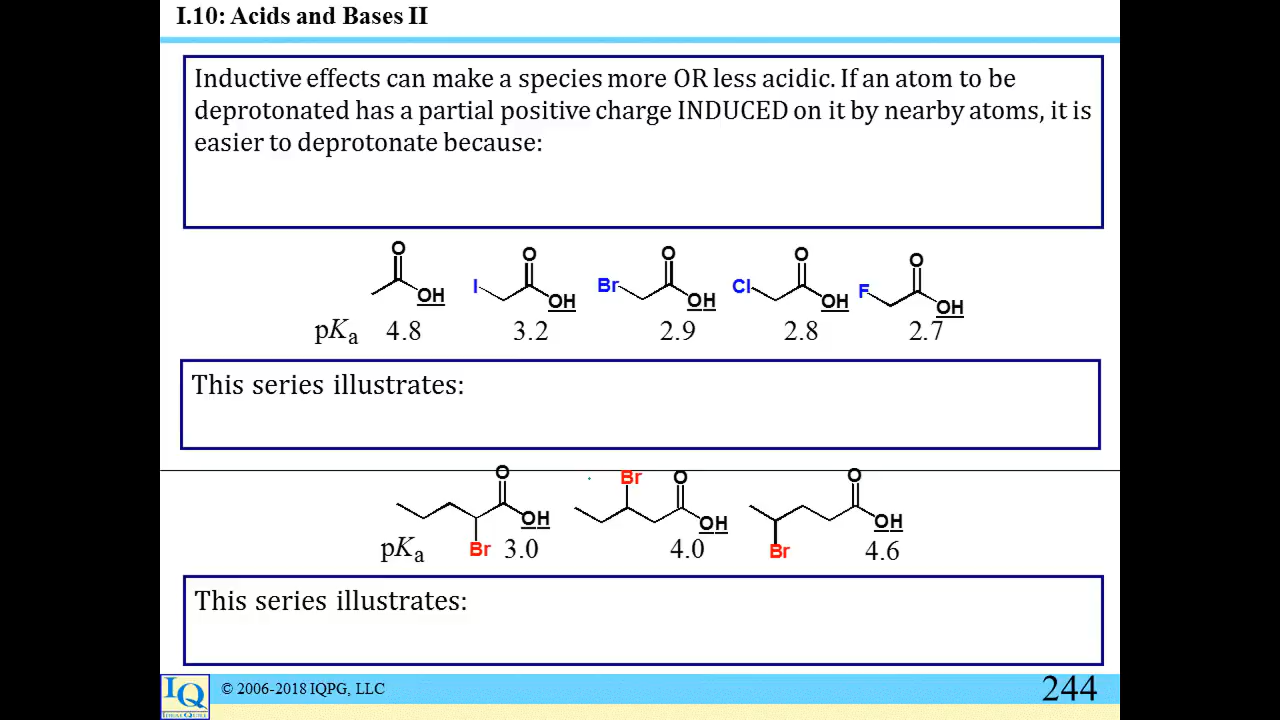 I.10: Acids and Bases II
Inductive effects can make a species more OR less acidic. If an atom to be
deprotonated has a partial positive charge INDUCED on it by nearby atoms, it is
easier to deprotonate because:
O O O O O
I Br Cl F
OH OH OH OH OH
pKa 4.8 3.2 2.9 2.8 2.7
This series illustrates:
O Br O O
OH OH OH
pKa Br 3.0 4.0 Br 4.6
This series illustrates:
IQ © 2006-2018 IQPG, LLC 244